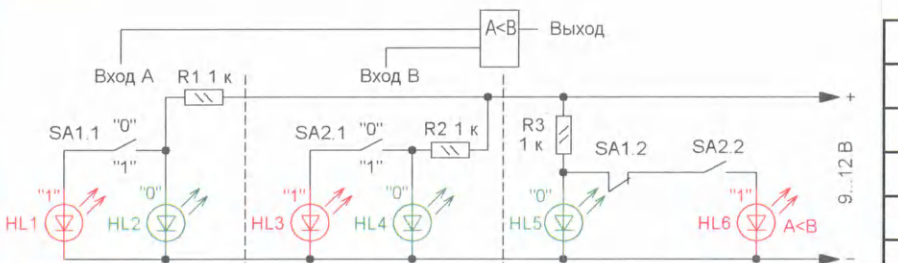 A<B Выход
Вход А
Вход В
R1 1 к
+
SA1.1 "0"
"1"
SA2.1 "0"
"1"
R2 1 к
R3
1 к
SA1.2
SA2.2
9...12 В
"1"
HL1
"0"
HL2
"1"
HL3
"0"
HL4
"0"
HL5
"1"
HL6
A<B
−